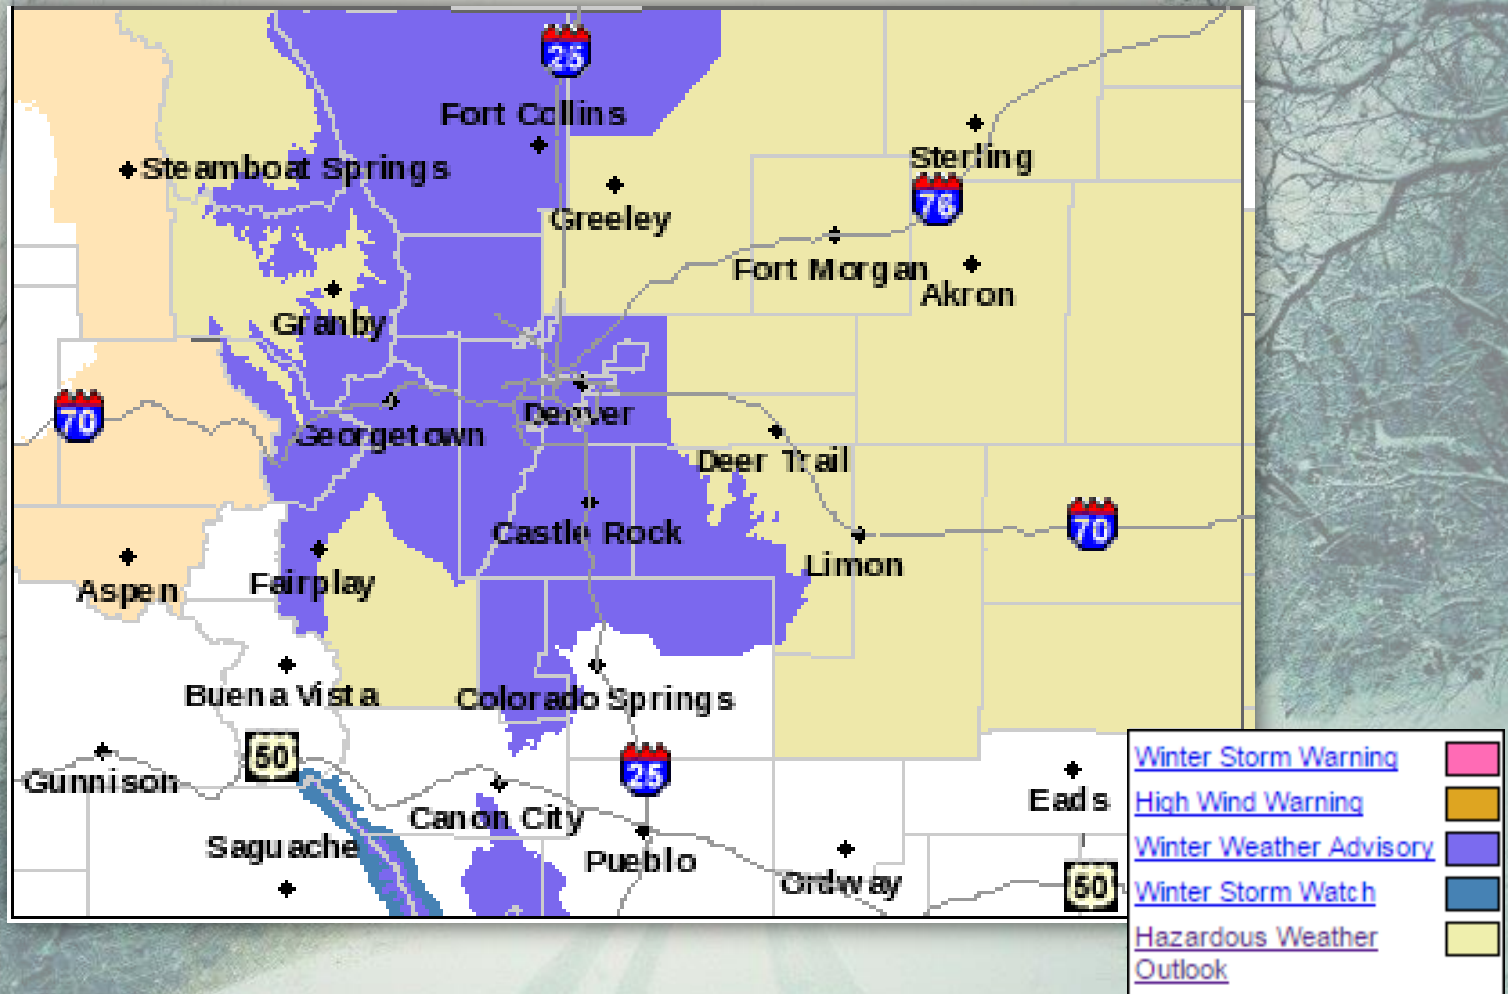 25
Fort Collins
Steamboat Springs
Sterling
76
Greeley
Fort Morgan
Akron
Granby
70
Denver
Georgetown
Deer Trail
Castle Rock
70
Limon
Aspen
Fairplay
Buena Vista
Colorado Springs
50
25
Gunnison
Canon City
Eads
Saguache
Pueblo
Ordway
50
Winter Storm Warning
High Wind Warning
Winter Weather Advisory
Winter Storm Watch
Hazardous Weather
Outlook